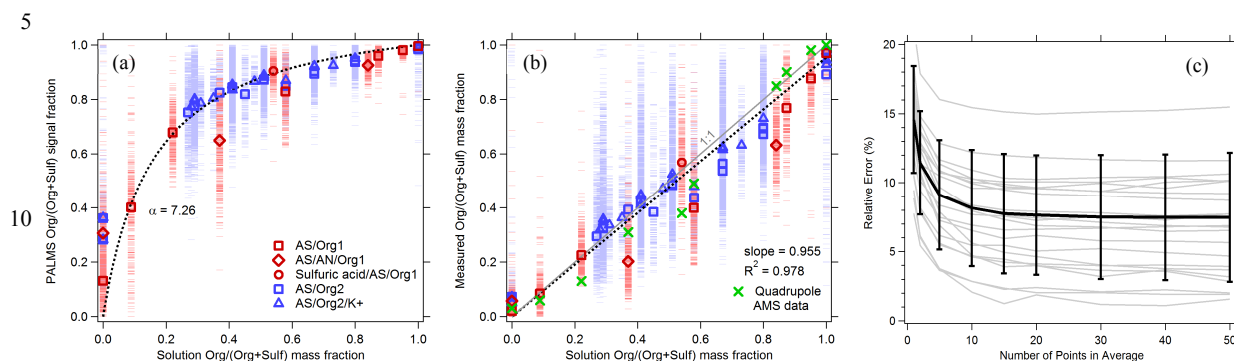 5
10
(a)
PALMS Org/(Org+Sulf) signal fraction
1.0
0.8
0.6
0.4
0.2
0.0
α = 7.26
AS/Org1
AS/AN/Org1
Sulfuric acid/AS/Org1
AS/Org2
AS/Org2/K+
0.0 0.2 0.4 0.6 0.8 1.0
Solution Org/(Org+Sulf) mass fraction
(b)
Measured Org/(Org+Sulf) mass fraction
1.0
0.8
0.6
0.4
0.2
0.0
1:1
slope = 0.955
R² = 0.978
Quadrupole
AMS data
0.0 0.2 0.4 0.6 0.8 1.0
Solution Org/(Org+Sulf) mass fraction
(c)
Relative Error (%)
20
15
10
5
0
0 10 20 30 40 50
Number of Points in Average